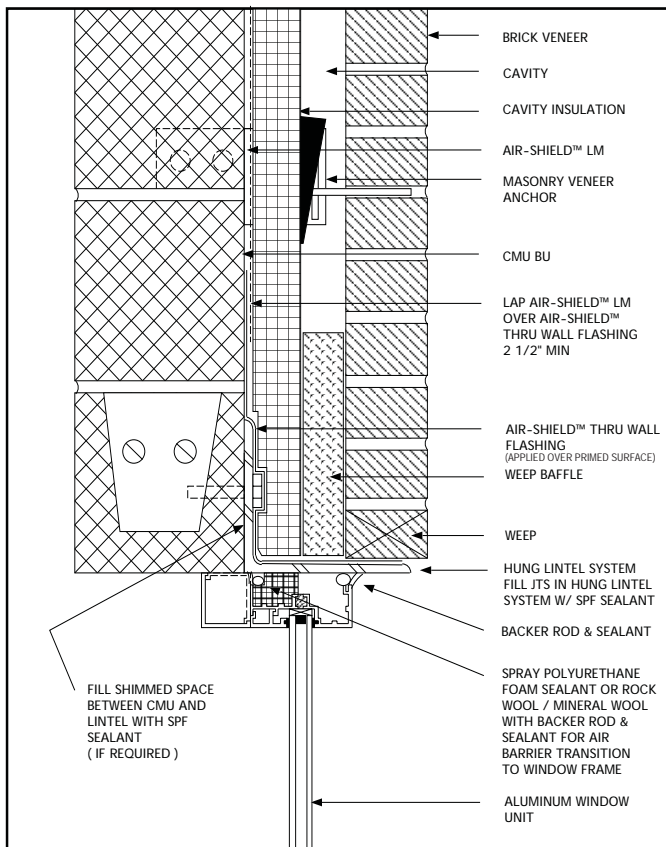 BRICK VENEER
CAVITY
CAVITY INSULATION
AIR-SHIELD™ LM
MASONRY VENEER
ANCHOR
CMU BU
LAP AIR-SHIELD™ LM
OVER AIR-SHIELD™
THRU WALL FLASHING
2 1/2" MIN
AIR-SHIELD™ THRU WALL
FLASHING
(APPLIED OVER PRIMED SURFACE)
WEEP BAFFLE
WEEP
HUNG LINTEL SYSTEM
FILL JTS IN HUNG LINTEL
SYSTEM W/ SPF SEALANT
BACKER ROD & SEALANT
SPRAY POLYURETHANE
FOAM SEALANT OR ROCK
WOOL / MINERAL WOOL
WITH BACKER ROD &
SEALANT FOR AIR
BARRIER TRANSITION
TO WINDOW FRAME
ALUMINUM WINDOW
UNIT
FILL SHIMMED SPACE
BETWEEN CMU AND
LINTEL WITH SPF
SEALANT
( IF REQUIRED )